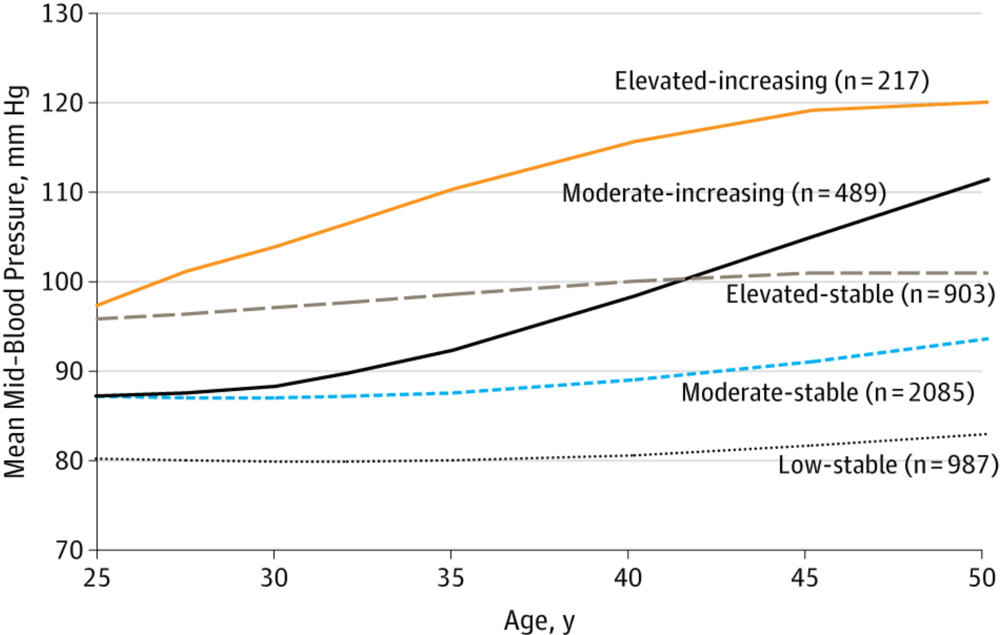 Mean Mid-Blood Pressure, mm Hg
130
120
110
100
90
80
70
Elevated-increasing (n=217)
Moderate-increasing (n=489)
Elevated-stable (n=903)
Moderate-stable (n=2085)
Low-stable (n=987)
25 30 35 40 45 50
Age, y